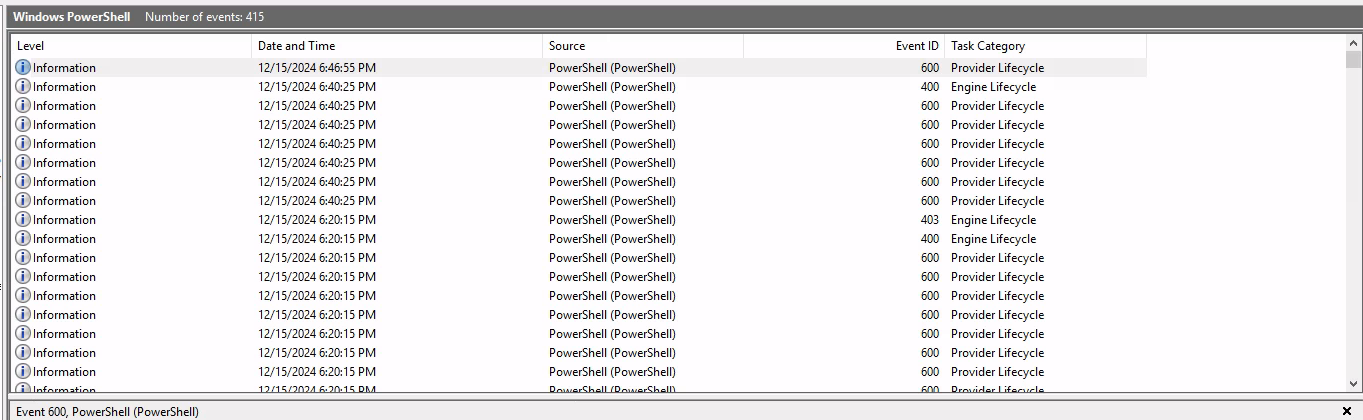 Windows PowerShell Number of events: 415
Level Date and Time Source Event ID Task Category
Information 12/15/2024 6:46:55 PM PowerShell (PowerShell) 600 Provider Lifecycle
Information 12/15/2024 6:40:25 PM PowerShell (PowerShell) 400 Engine Lifecycle
Information 12/15/2024 6:40:25 PM PowerShell (PowerShell) 600 Provider Lifecycle
Information 12/15/2024 6:40:25 PM PowerShell (PowerShell) 600 Provider Lifecycle
Information 12/15/2024 6:40:25 PM PowerShell (PowerShell) 600 Provider Lifecycle
Information 12/15/2024 6:40:25 PM PowerShell (PowerShell) 600 Provider Lifecycle
Information 12/15/2024 6:40:25 PM PowerShell (PowerShell) 600 Provider Lifecycle
Information 12/15/2024 6:40:25 PM PowerShell (PowerShell) 600 Provider Lifecycle
Information 12/15/2024 6:20:15 PM PowerShell (PowerShell) 403 Engine Lifecycle
Information 12/15/2024 6:20:15 PM PowerShell (PowerShell) 400 Engine Lifecycle
Information 12/15/2024 6:20:15 PM PowerShell (PowerShell) 600 Provider Lifecycle
Information 12/15/2024 6:20:15 PM PowerShell (PowerShell) 600 Provider Lifecycle
Information 12/15/2024 6:20:15 PM PowerShell (PowerShell) 600 Provider Lifecycle
Information 12/15/2024 6:20:15 PM PowerShell (PowerShell) 600 Provider Lifecycle
Information 12/15/2024 6:20:15 PM PowerShell (PowerShell) 600 Provider Lifecycle
Information 12/15/2024 6:20:15 PM PowerShell (PowerShell) 600 Provider Lifecycle
Information 12/15/2024 6:20:15 PM PowerShell (PowerShell) 600 Provider Lifecycle
Information 12/15/2024 6:20:15 PM PowerShell (PowerShell) 600 Provider Lifecycle
Event 600, PowerShell (PowerShell)